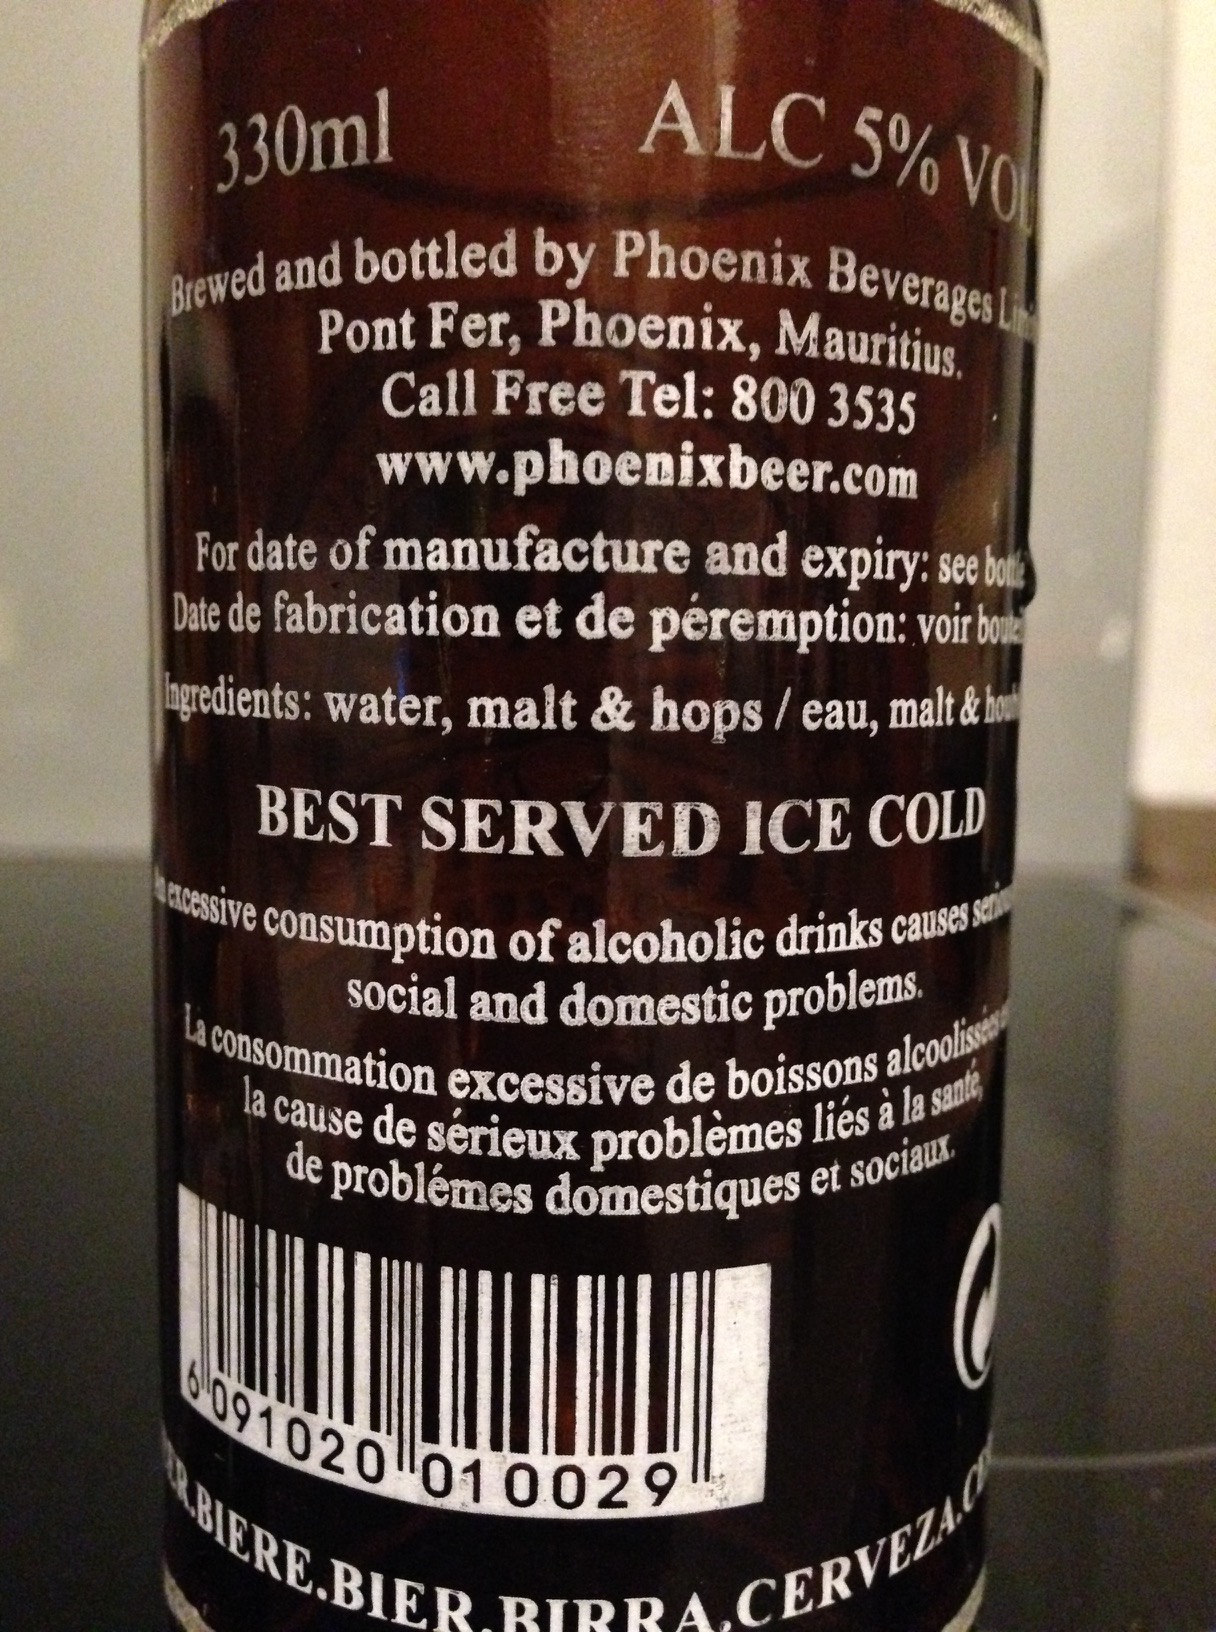 330ml ALC 5% VOL
Brewed and bottled by Phoenix Beverages
Pont Fer, Phoenix, Mauritius.
Call Free Tel: 800 3535
www.phoenixbeer.com
For date of manufacture and expiry: see
Date de fabrication et de péremption: voir
Ingredients: water, malt & hops / eau, malt &
BEST SERVED ICE COLD
excessive consumption of alcoholic drinks causes
social and domestic problems.
La consommation excessive de boissons alcoolissées
la cause de sérieux problèmes liés à la santé,
de problémes domestiques et sociaux.
6 091020 010029
BIERE.BIER.BIRRA.CERVEZA.